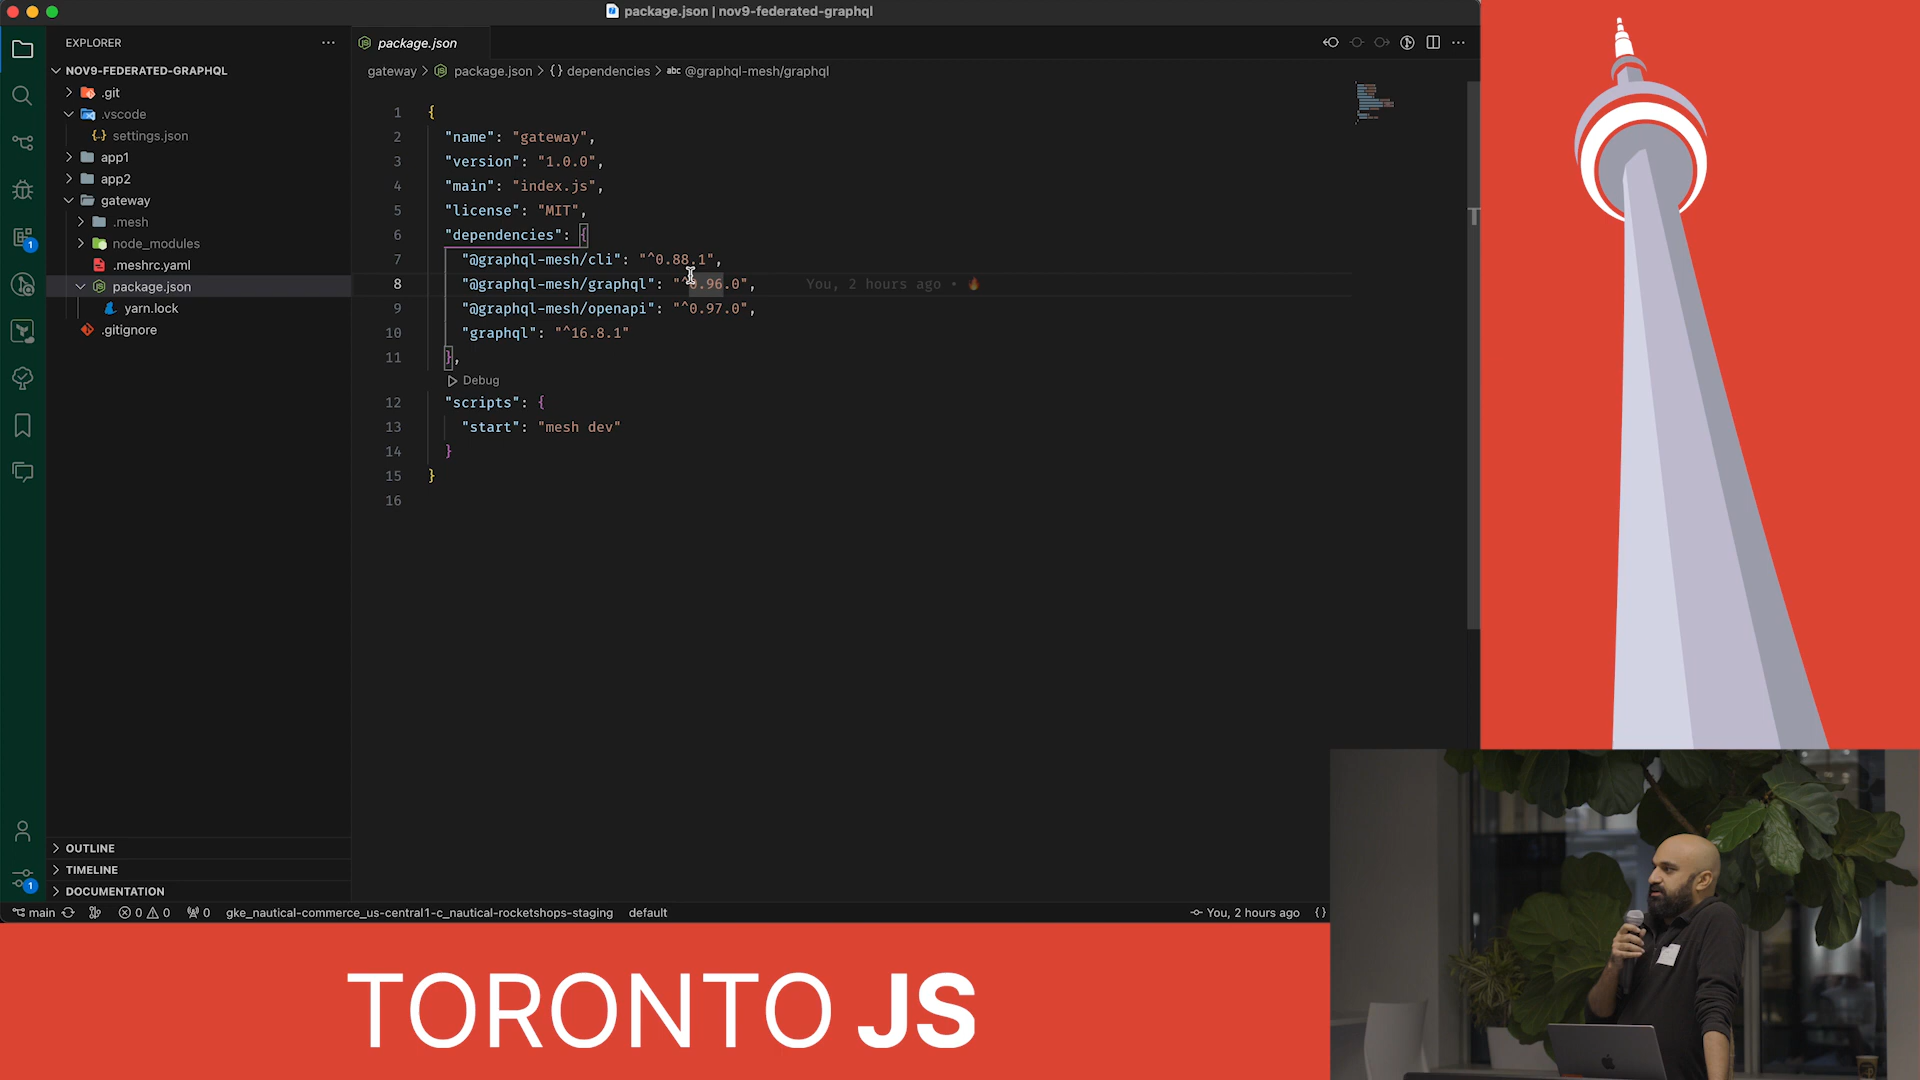 package.json | nov9-federated-graphql
EXPLORER
NOV9-FEDERATED-GRAPHQL
.git
.vscode
settings.json
app1
app2
gateway
.mesh
node_modules
.meshrc.yaml
package.json
yarn.lock
.gitignore
OUTLINE
TIMELINE
DOCUMENTATION
1
1
package.json
gateway > package.json > {} dependencies > abc @graphql-mesh/graphql
1 {
2 "name": "gateway",
3 "version": "1.0.0",
4 "main": "index.js",
5 "license": "MIT",
6 "dependencies": {
7 "@graphql-mesh/cli": "^0.88.1",
8 "@graphql-mesh/graphql": "^0.96.0", You, 2 hours ago •
9 "@graphql-mesh/openapi": "^0.97.0",
10 "graphql": "^16.8.1"
11 },
Debug
12 "scripts": {
13 "start": "mesh dev"
14 }
15 }
16
main 0 0 0 gke_nautical-commerce_us-central1-c_nautical-rocketshops-staging default You, 2 hours ago {}
TORONTO JS